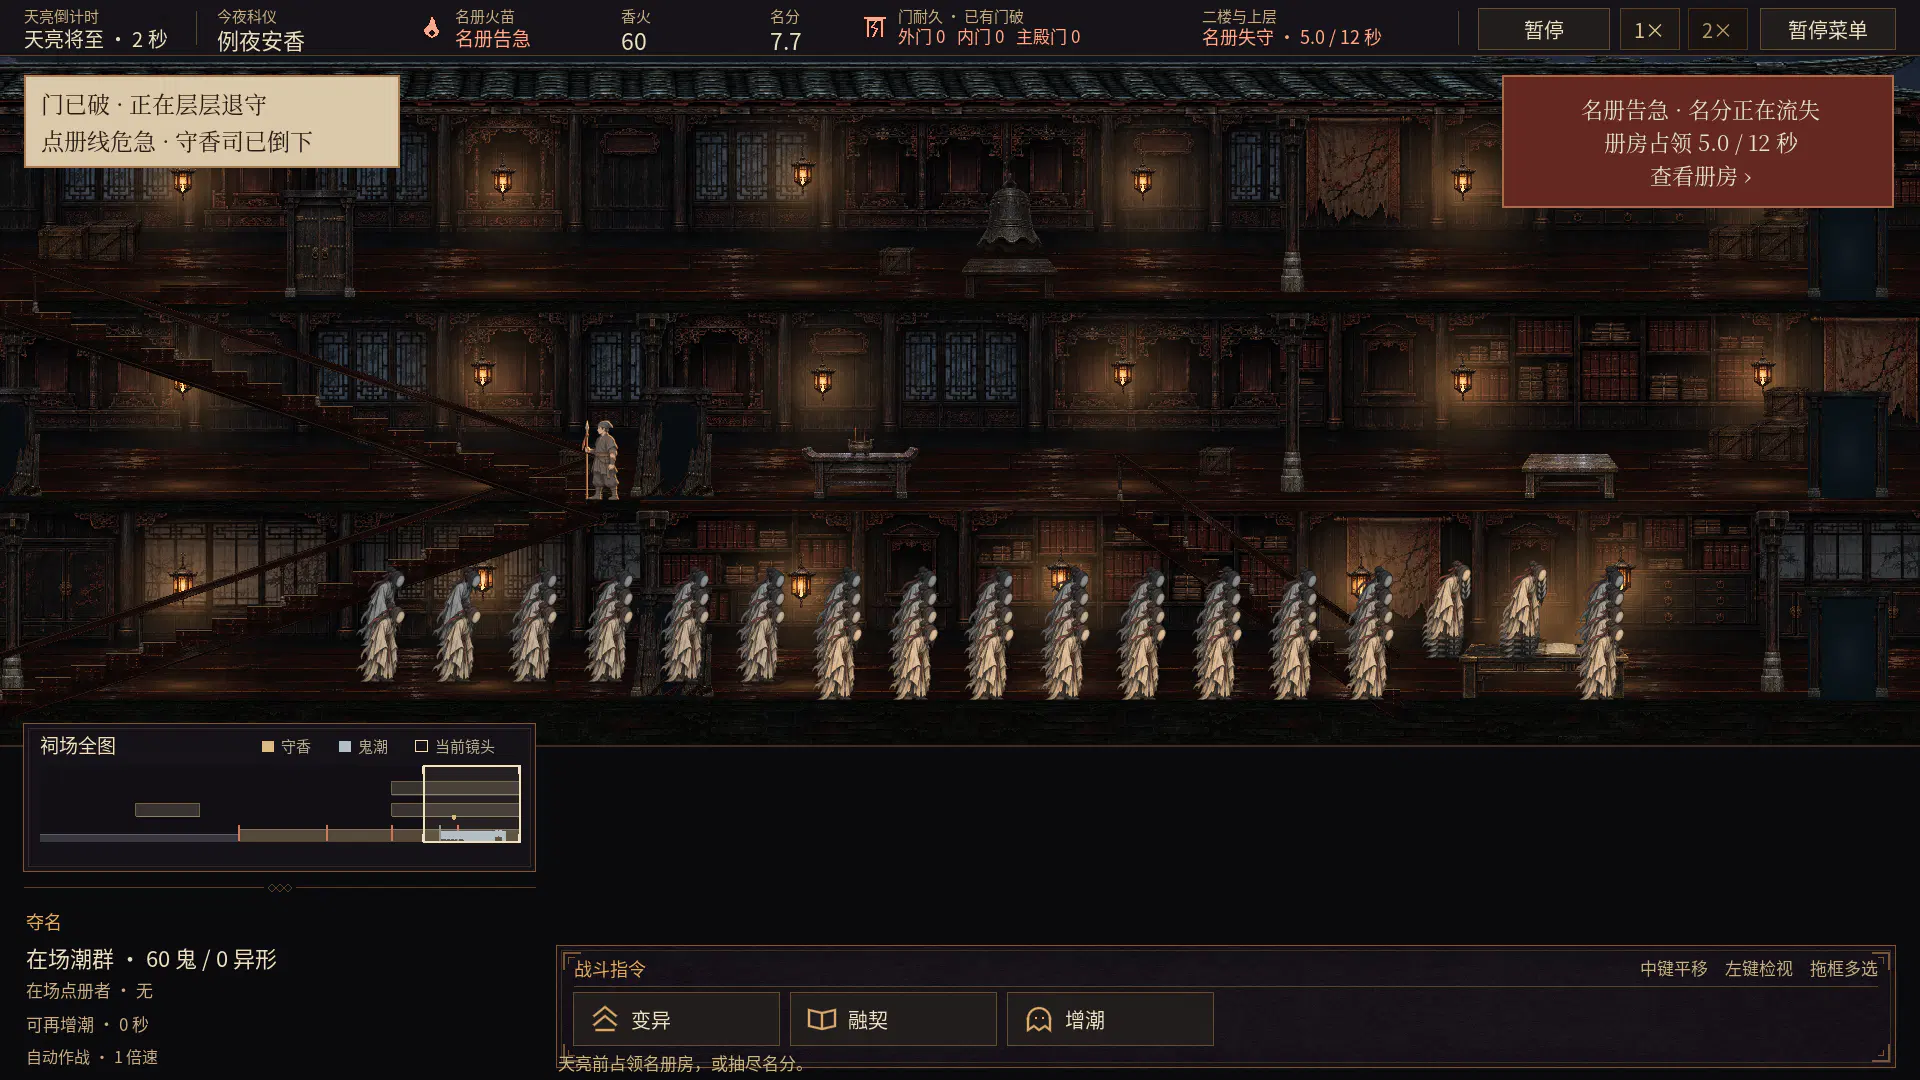 天亮倒计时
天亮将至 · 2 秒
今夜科仪
例夜安香
名册火苗
名册告急
香火
60
名分
7.7
门耐久 · 已有门破
外门 0 内门 0 主殿门 0
二楼与上层
名册失守 · 5.0 / 12 秒
暂停
1×
2×
暂停菜单
门已破 · 正在层层退守
点册线危急 · 守香司已倒下
名册告急 · 名分正在流失
册房占领 5.0 / 12 秒
查看册房 ›
祠场全图
守香
鬼潮
当前镜头
夺名
在场潮群 · 60 鬼 / 0 异形
在场点册者 · 无
可再增潮 · 0 秒
自动作战 · 1 倍速
战斗指令
中键平移 左键检视 拖框多选
变异
融契
增潮
天亮前占领名册房，或抽尽名分。